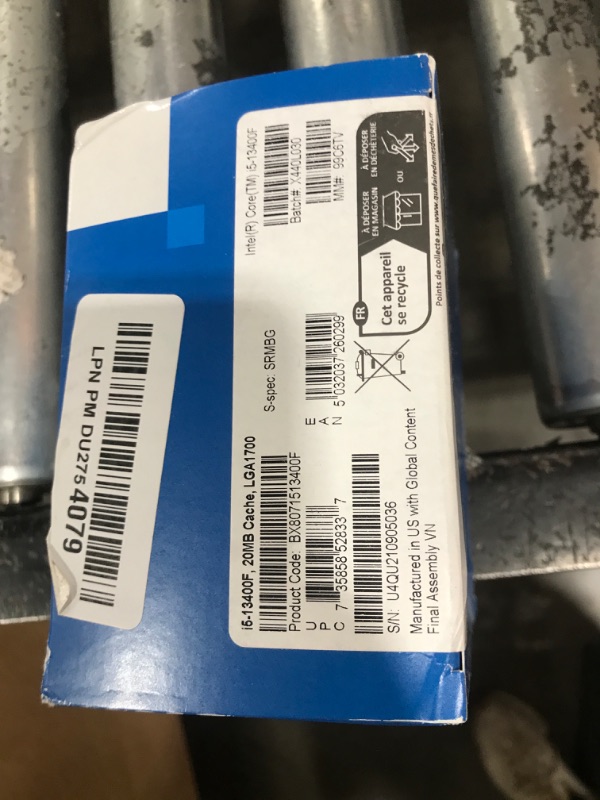 LPN PM DU2754079
i5-13400F, 20MB Cache, LGA1700
Intel(R) Core(TM) i5-13400F
Product Code: BX8071513400F
S-spec: SRMBG
Batch# X440L030
UPC 7 35858 52833 7
EAN 5 032037 260299
MM#: 99C6TV
S/N: U4QU210905036
Manufactured in US with Global Content
Final Assembly VN
FR
Cet appareil
se recycle
À DÉPOSER
EN MAGASIN
OU
À DÉPOSER
EN DÉCHÈTERIE
Points de collecte sur www.quefairedemesdechets.fr